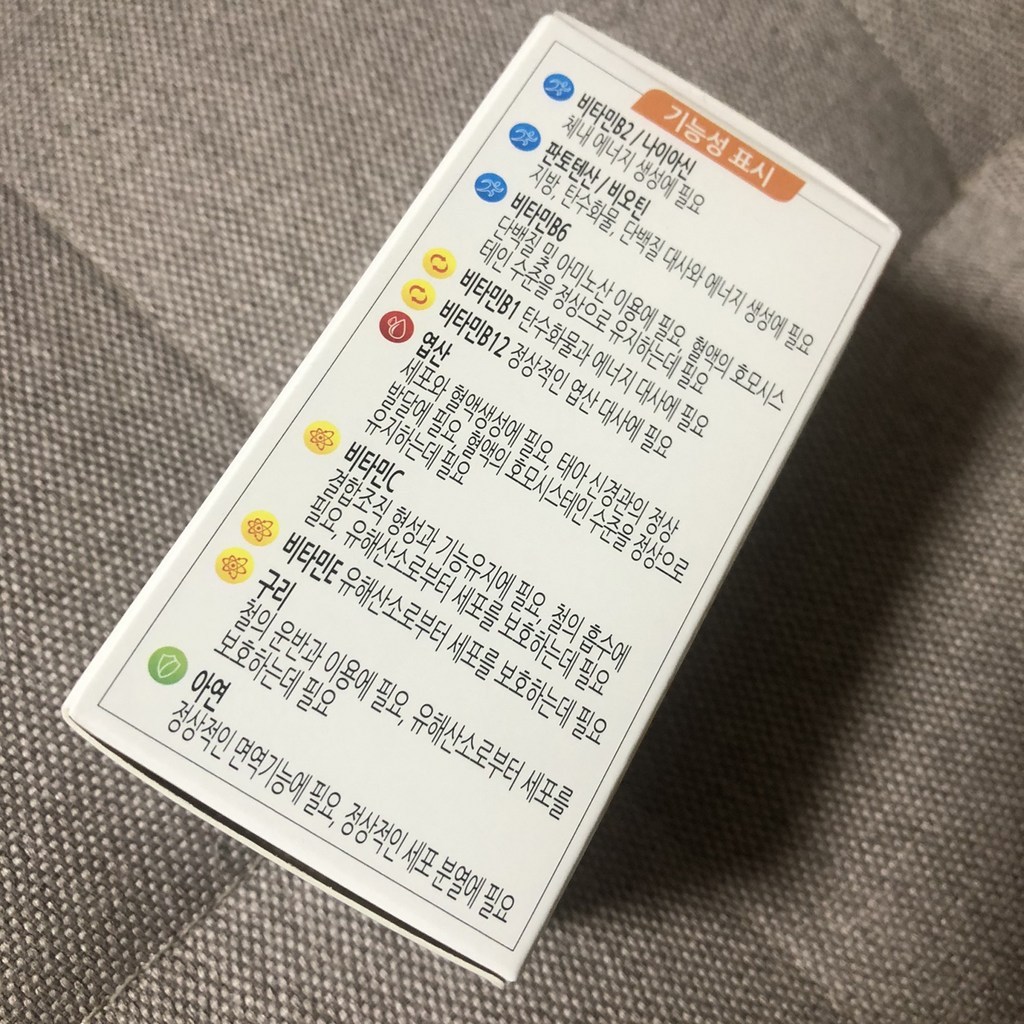 기능성 표시
비타민B2 / 나이아신
체내 에너지 생성에 필요
판토텐산 / 비오틴
지방, 탄수화물, 단백질 대사와 에너지 생성에 필요
비타민B6
단백질 및 아미노산 이용에 필요, 혈액의 호모시스
테인 수준을 정상으로 유지하는데 필요
비타민B1 탄수화물과 에너지 대사에 필요
비타민B12 정상적인 엽산 대사에 필요
엽산
세포와 혈액생성에 필요, 태아 신경관의 정상
발달에 필요, 혈액의 호모시스테인 수준을 정상으로
유지하는데 필요
비타민C
결합조직 형성과 기능유지에 필요, 철의 흡수에
필요, 유해산소로부터 세포를 보호하는데 필요
비타민E 유해산소로부터 세포를 보호하는데 필요
구리
철의 운반과 이용에 필요, 유해산소로부터 세포를
보호하는데 필요
아연
정상적인 면역기능에 필요, 정상적인 세포 분열에 필요